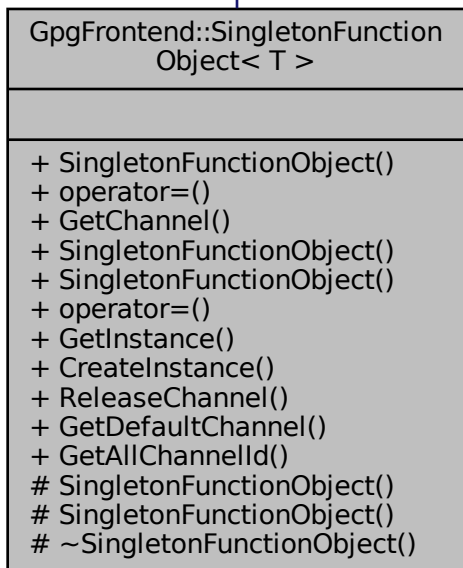 GpgFrontend::SingletonFunction
Object< T >
+ SingletonFunctionObject()
+ operator=()
+ GetChannel()
+ SingletonFunctionObject()
+ SingletonFunctionObject()
+ operator=()
+ GetInstance()
+ CreateInstance()
+ ReleaseChannel()
+ GetDefaultChannel()
+ GetAllChannelId()
# SingletonFunctionObject()
# SingletonFunctionObject()
# ~SingletonFunctionObject()